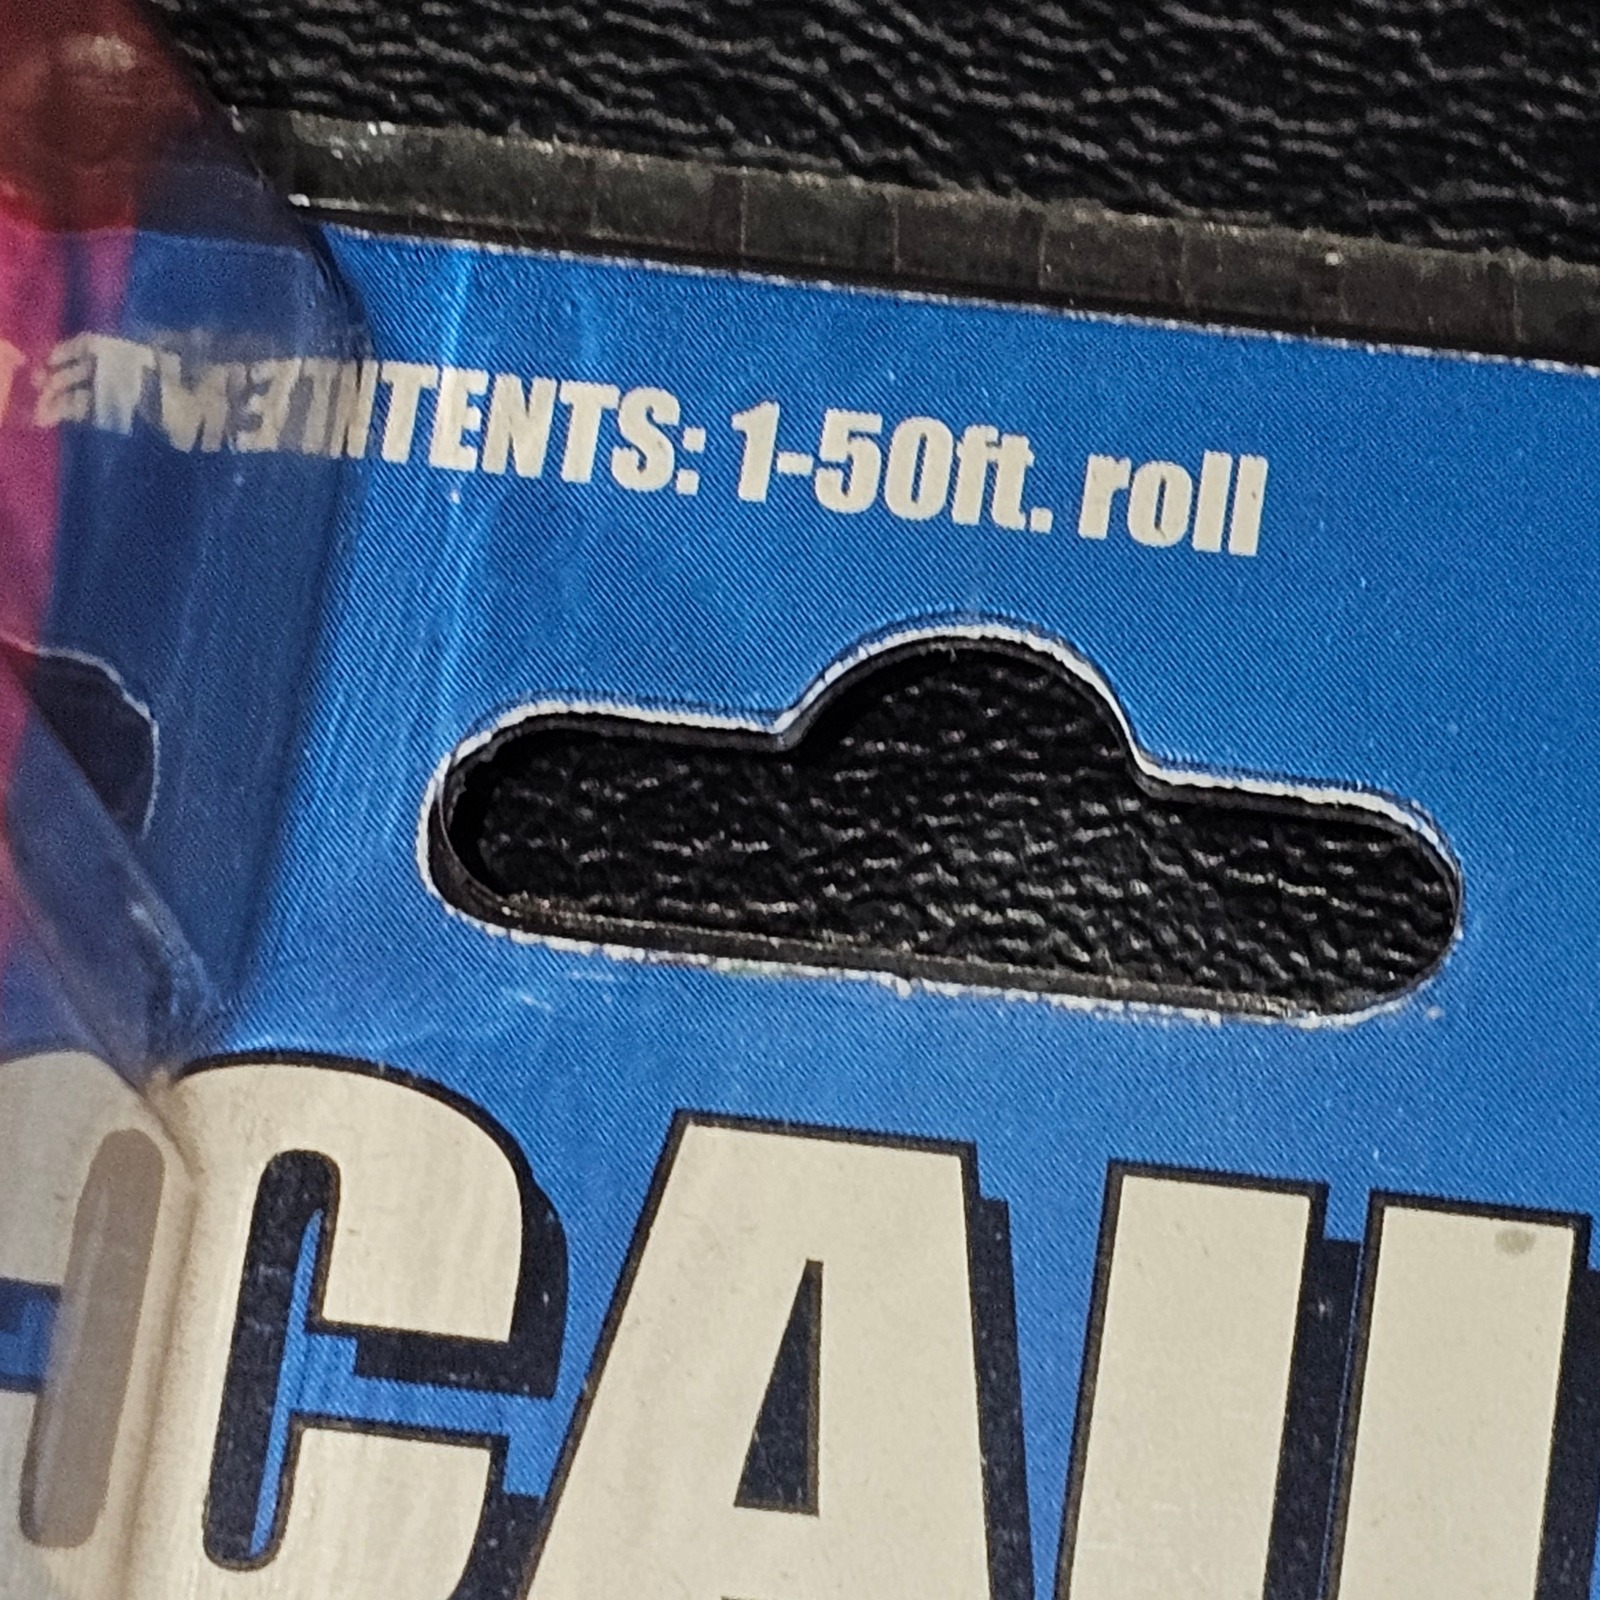 NTENTS: 1-50ft. roll
CAU